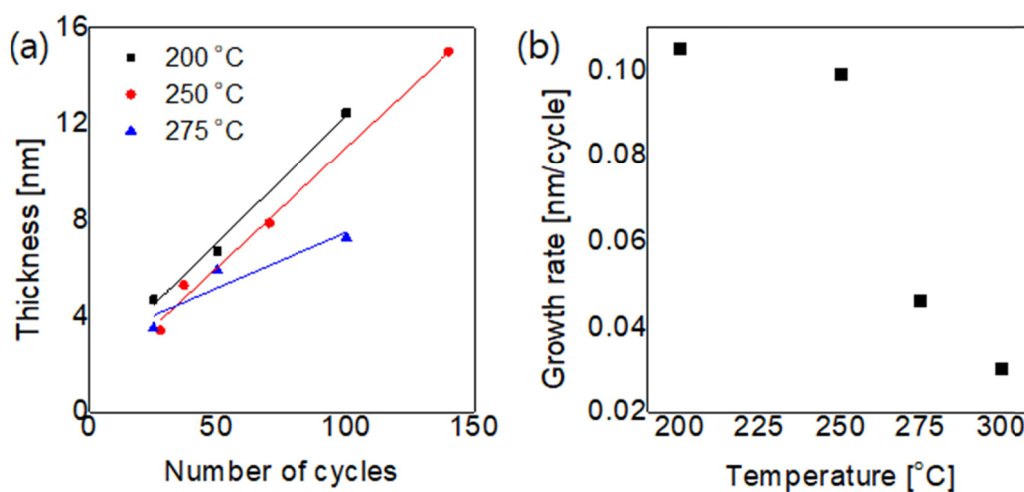 (a)
200 °C
250 °C
275 °C
Thickness [nm]
16
12
8
4
0
0 50 100 150
Number of cycles
(b)
Growth rate [nm/cycle]
0.10
0.08
0.06
0.04
0.02
200 225 250 275 300
Temperature [°C]